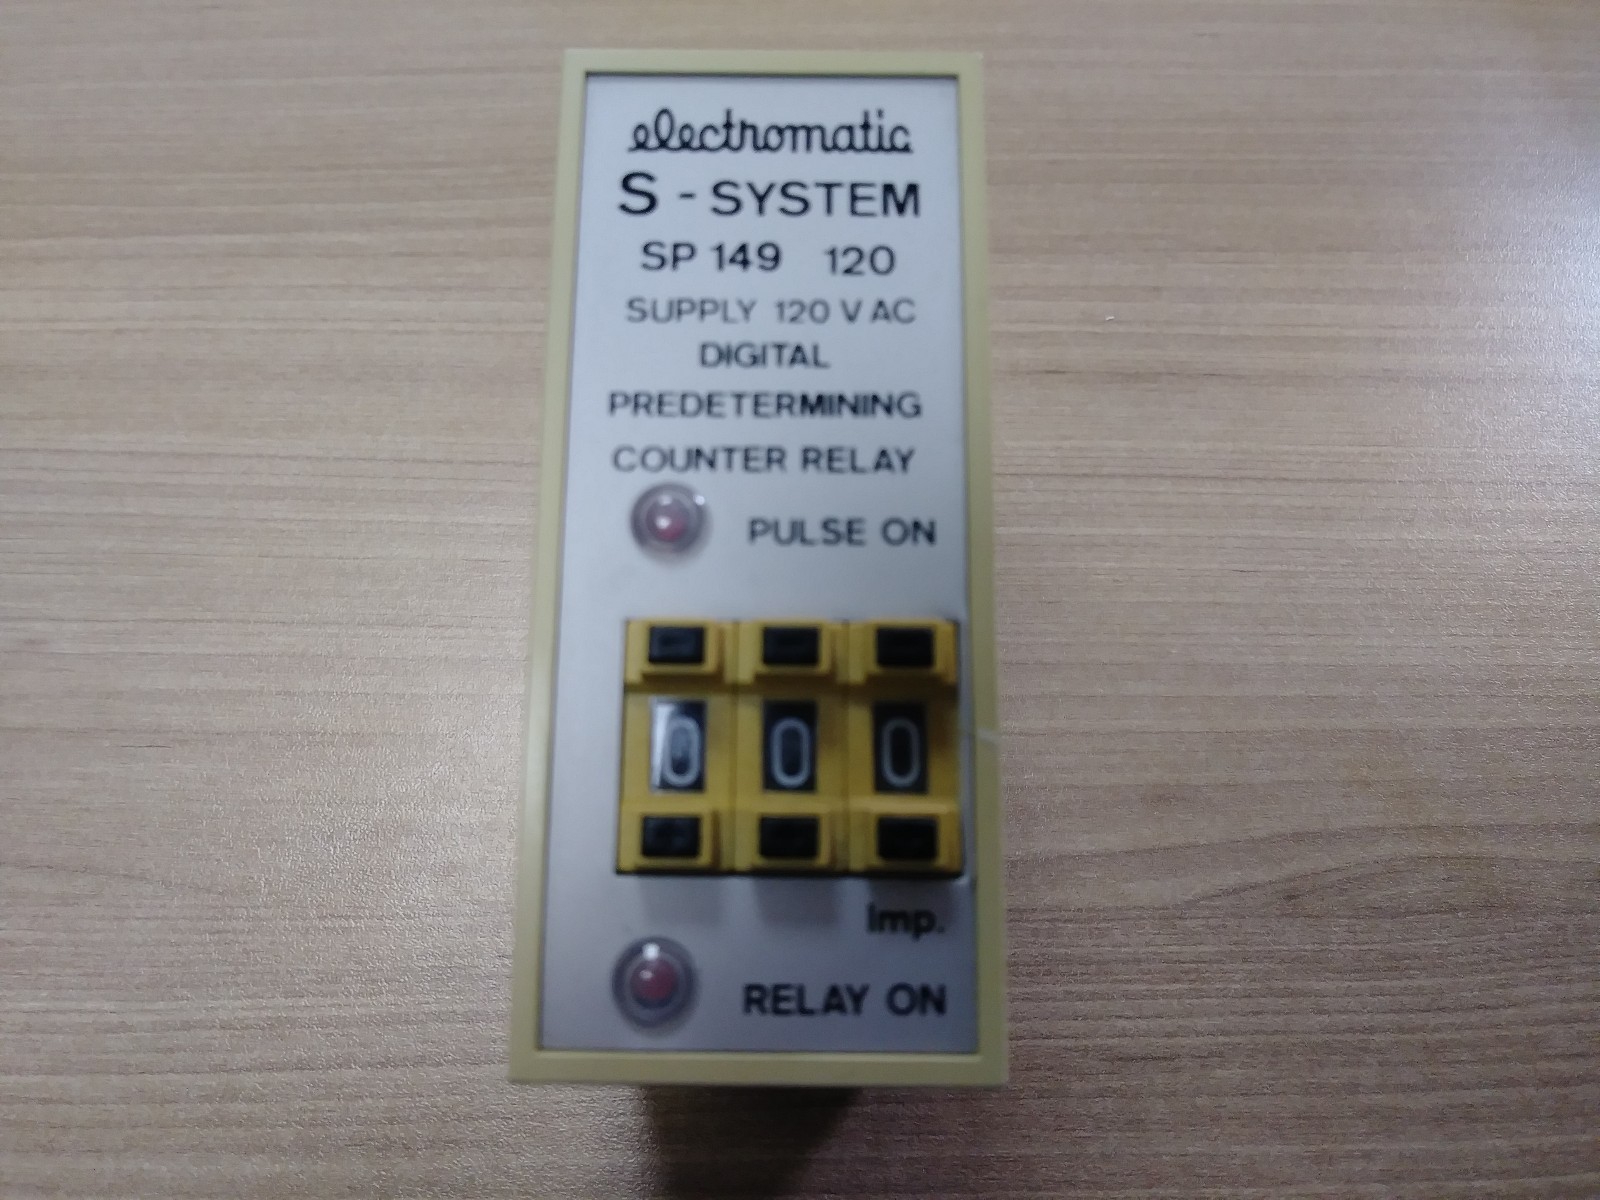 electromatic
S - SYSTEM
SP 149 120
SUPPLY 120 V AC
DIGITAL
PREDETERMINING
COUNTER RELAY
PULSE ON
0 0 0
Imp.
RELAY ON